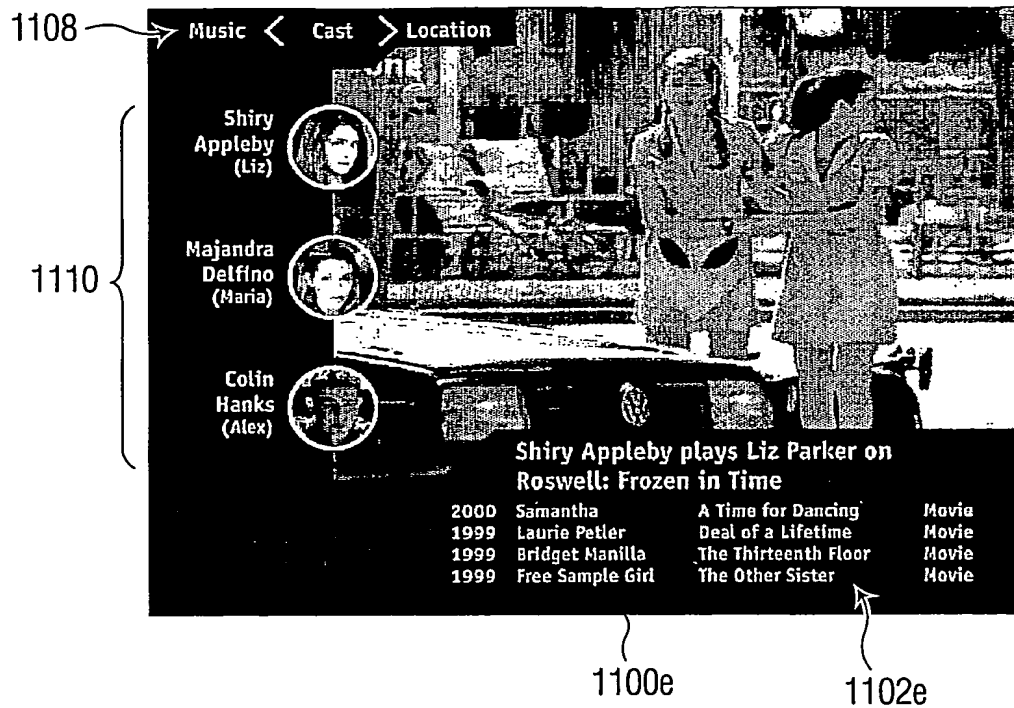 1108
Music < Cast > Location
1110
Shiry
Appleby
(Liz)
Majandra
Delfino
(Maria)
Colin
Hanks
(Alex)
Shiry Appleby plays Liz Parker on
Roswell: Frozen in Time
2000 Samantha A Time for Dancing Movie
1999 Laurie Petler Deal of a Lifetime Movie
1999 Bridget Manilla The Thirteenth Floor Movie
1999 Free Sample Girl The Other Sister Movie
1100e
1102e